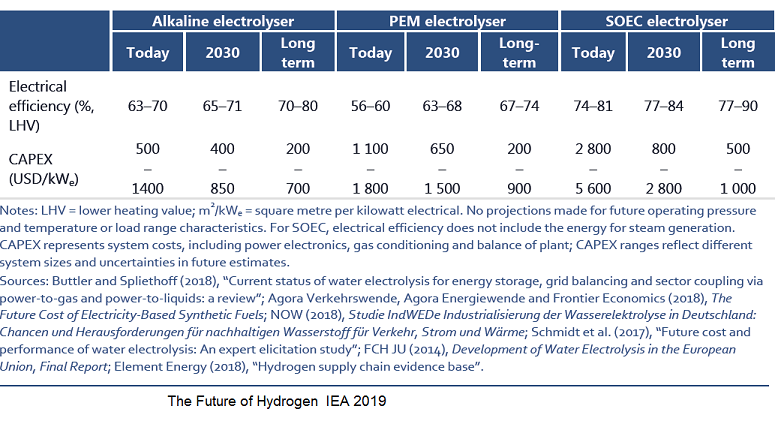 Alkaline electrolyser PEM electrolyser SOEC electrolyser
Today 2030 Long term Today 2030 Long-term Today 2030 Long term
Electrical efficiency (%, LHV) 63–70 65–71 70–80 56–60 63–68 67–74 74–81 77–84 77–90
CAPEX (USD/kWₑ) 500 – 1400 400 – 850 200 – 700 1 100 – 1 800 650 – 1 500 200 – 900 2 800 – 5 600 800 – 2 800 500 – 1 000
Notes: LHV = lower heating value; m²/kWₑ = square metre per kilowatt electrical. No projections made for future operating pressure
and temperature or load range characteristics. For SOEC, electrical efficiency does not include the energy for steam generation.
CAPEX represents system costs, including power electronics, gas conditioning and balance of plant; CAPEX ranges reflect different
system sizes and uncertainties in future estimates.
Sources: Buttler and Spliethoff (2018), “Current status of water electrolysis for energy storage, grid balancing and sector coupling via
power-to-gas and power-to-liquids: a review”; Agora Verkehrswende, Agora Energiewende and Frontier Economics (2018), The
Future Cost of Electricity-Based Synthetic Fuels; NOW (2018), Studie IndWEDe Industrialisierung der Wasserelektrolyse in Deutschland:
Chancen und Herausforderungen für nachhaltigen Wasserstoff für Verkehr, Strom und Wärme; Schmidt et al. (2017), “Future cost and
performance of water electrolysis: An expert elicitation study”; FCH JU (2014), Development of Water Electrolysis in the European
Union, Final Report; Element Energy (2018), “Hydrogen supply chain evidence base”.
The Future of Hydrogen IEA 2019